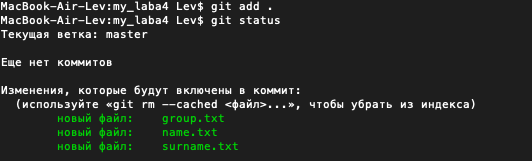 MacBook-Air-Lev:my_laba4 Lev$ git add .
MacBook-Air-Lev:my_laba4 Lev$ git status
Текущая ветка: master
Еще нет коммитов
Изменения, которые будут включены в коммит:
(используйте «git rm --cached <файл>...», чтобы убрать из индекса)
новый файл:    group.txt
новый файл:    name.txt
новый файл:    surname.txt